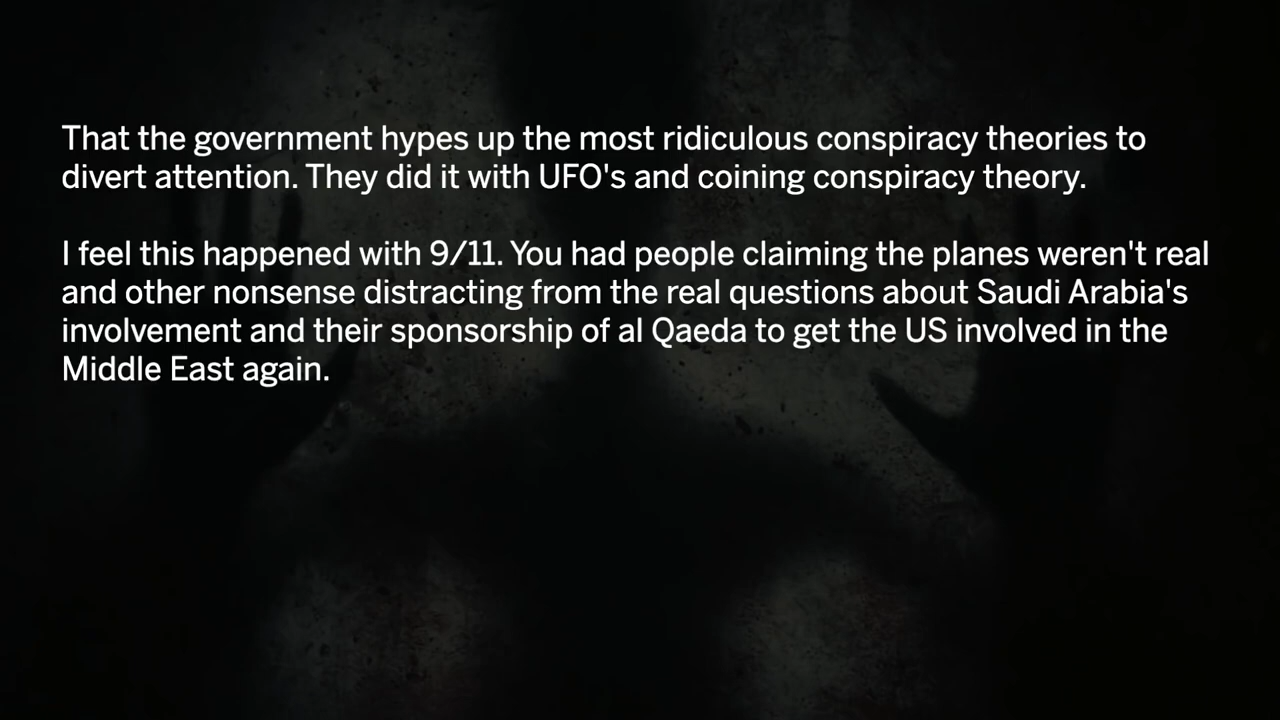 That the government hypes up the most ridiculous conspiracy theories to
divert attention. They did it with UFO's and coining conspiracy theory.
I feel this happened with 9/11. You had people claiming the planes weren't real
and other nonsense distracting from the real questions about Saudi Arabia's
involvement and their sponsorship of al Qaeda to get the US involved in the
Middle East again.